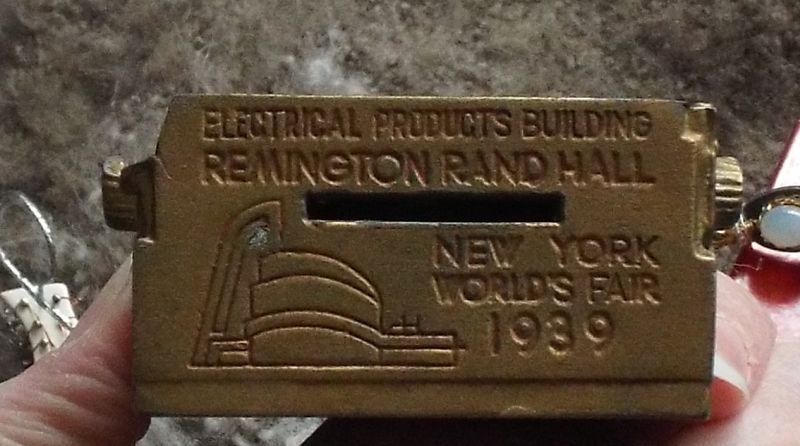 ELECTRICAL PRODUCTS BUILDING
REMINGTON RAND HALL
NEW YORK
WORLD'S FAIR
1939